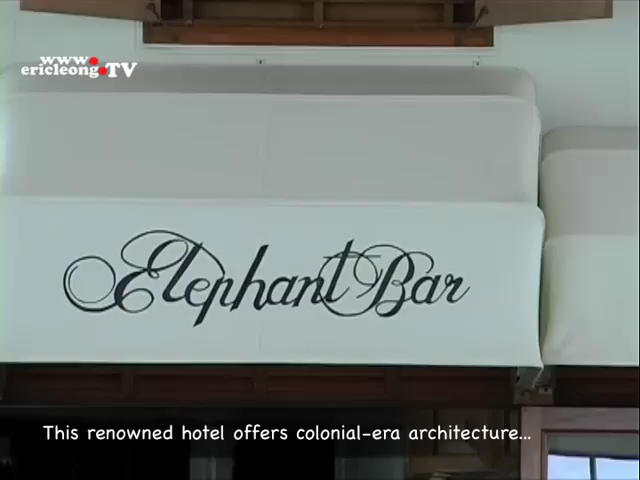 www.
ericleong.TV
Elephant Bar
This renowned hotel offers colonial-era architecture...